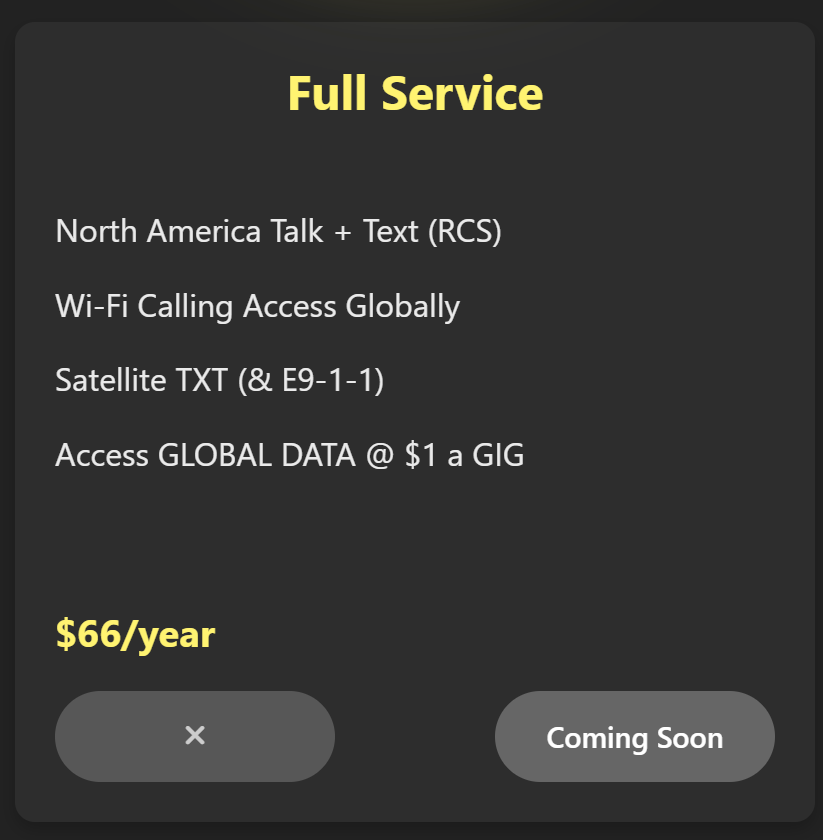 Full Service
North America Talk + Text (RCS)
Wi-Fi Calling Access Globally
Satellite TXT (& E9-1-1)
Access GLOBAL DATA @ $1 a GIG
$66/year
✕
Coming Soon